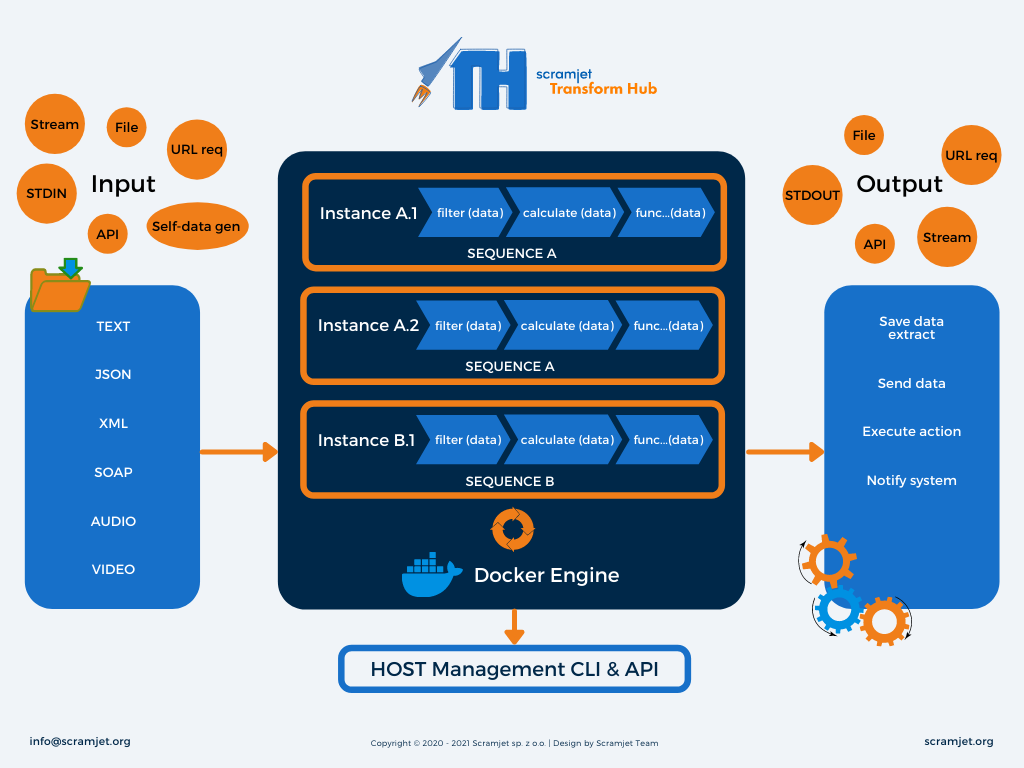 TH
scramjet
Transform Hub
Stream
File
URL req
STDIN
Input
API
Self-data gen
TEXT
JSON
XML
SOAP
AUDIO
VIDEO
Instance A.1
filter (data)
calculate (data)
func...(data)
SEQUENCE A
Instance A.2
filter (data)
calculate (data)
func...(data)
SEQUENCE A
Instance B.1
filter (data)
calculate (data)
func...(data)
SEQUENCE B
Docker Engine
HOST Management CLI & API
File
URL req
STDOUT
Output
API
Stream
Save data
extract
Send data
Execute action
Notify system
info@scramjet.org
Copyright © 2020 - 2021 Scramjet sp. z o.o. | Design by Scramjet Team
scramjet.org